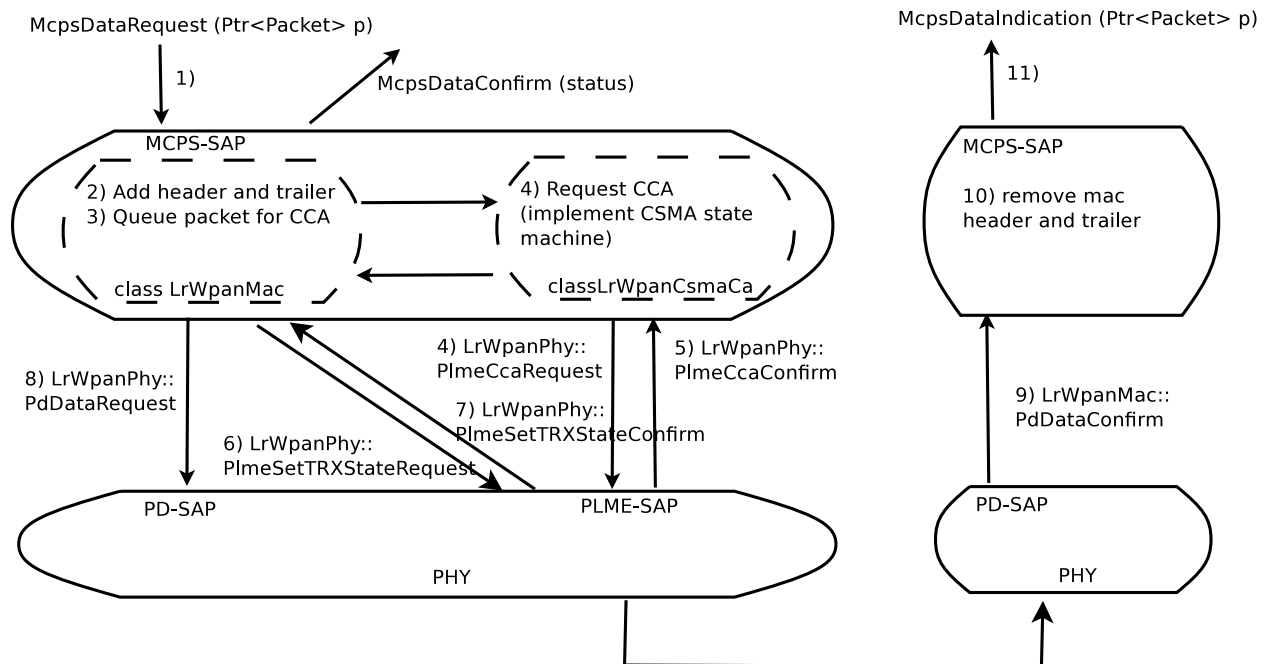 McpsDataRequest (Ptr<Packet> p)
1)
McpsDataConfirm (status)
MCPS-SAP
2) Add header and trailer
3) Queue packet for CCA
class LrWpanMac
4) Request CCA
(implement CSMA state
machine)
classLrWpanCsmaCa
8) LrWpanPhy::
PdDataRequest
6) LrWpanPhy::
PlmeSetTRXStateRequest
4) LrWpanPhy::
PlmeCcaRequest
7) LrWpanPhy::
PlmeSetTRXStateConfirm
5) LrWpanPhy::
PlmeCcaConfirm
PD-SAP
PLME-SAP
PHY
McpsDataIndication (Ptr<Packet> p)
11)
MCPS-SAP
10) remove mac
header and trailer
9) LrWpanMac::
PdDataConfirm
PD-SAP
PHY